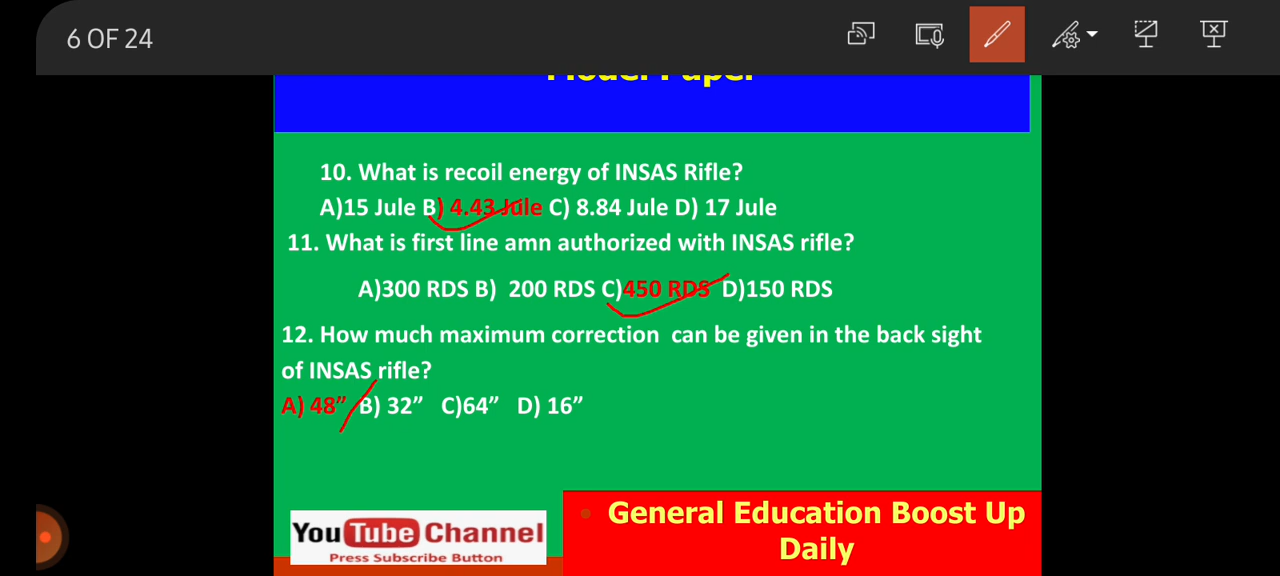 6 OF 24
Model Paper
10. What is recoil energy of INSAS Rifle?
A)15 Jule B) 4.43 Jule C) 8.84 Jule D) 17 Jule
11. What is first line amn authorized with INSAS rifle?
A)300 RDS B) 200 RDS C)450 RDS D)150 RDS
12. How much maximum correction can be given in the back sight
of INSAS rifle?
A) 48” B) 32” C)64” D) 16”
YouTube Channel
Press Subscribe Button
• General Education Boost Up
Daily